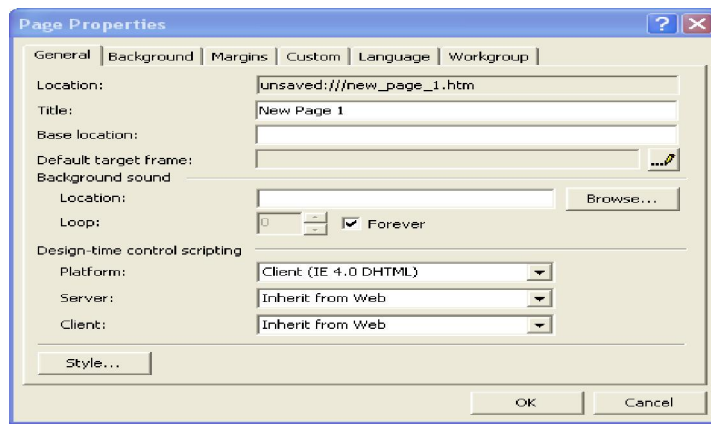 Page Properties
General Background Margins Custom Language Workgroup
Location: unsaved:///new_page_1.htm
Title: New Page 1
Base location:
Default target frame:
Background sound
Location: Browse...
Loop: 0 Forever
Design-time control scripting
Platform: Client (IE 4.0 DHTML)
Server: Inherit from Web
Client: Inherit from Web
Style...
OK Cancel